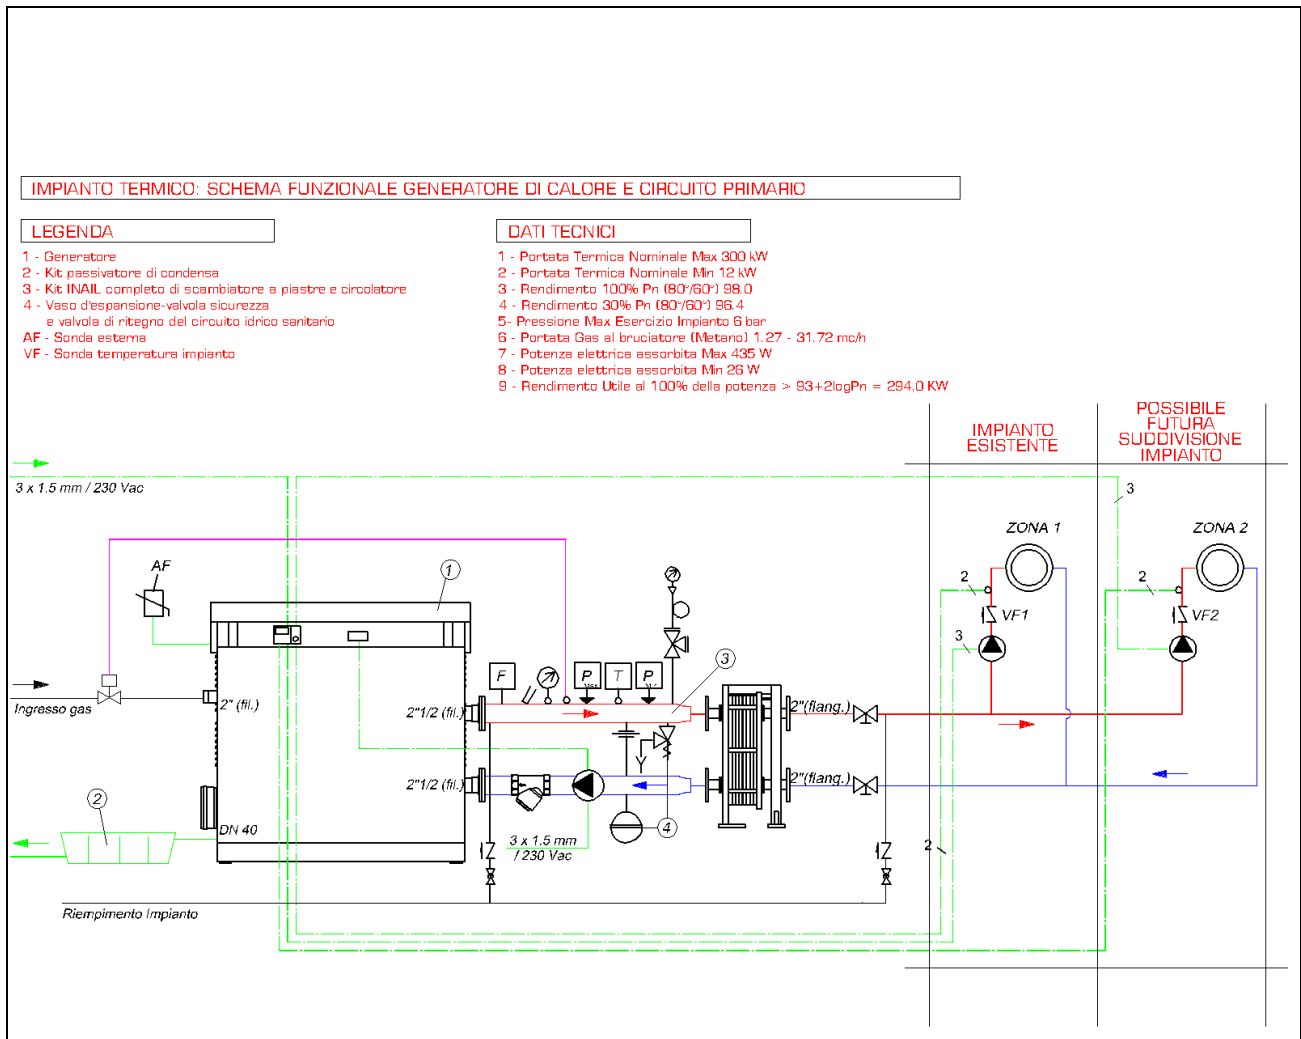 IMPIANTO TERMICO: SCHEMA FUNZIONALE GENERATORE DI CALORE E CIRCUITO PRIMARIO
LEGENDA
1 - Generatore
2 - Kit passivatore di condensa
3 - Kit INAIL completo di scambiatore a piastre e circolatore
4 - Vaso d'espansione-valvola sicurezza
e valvola di ritegno del circuito idrico sanitario
AF - Sonda esterna
VF - Sonda temperatura impianto
DATI TECNICI
1 - Portata Termica Nominale Max 300 kW
2 - Portata Termica Nominale Min 12 kW
3 - Rendimento 100% Pn (80°/60°) 98.0
4 - Rendimento 30% Pn (80°/60°) 96.4
5- Pressione Max Esercizio Impianto 6 bar
6 - Portata Gas al bruciatore (Metano) 1.27 - 31.72 mc/h
7 - Potenza elettrica assorbita Max 435 W
8 - Potenza elettrica assorbita Min 26 W
9 - Rendimento Utile al 100% della potenza > 93+2logPn = 294,0 KW
IMPIANTO
ESISTENTE
POSSIBILE
FUTURA
SUDDIVISIONE
IMPIANTO
3 x 1.5 mm / 230 Vac
3
ZONA 1
ZONA 2
AF
1
2
2
VF1
VF2
3
3
F
P
Max
T
P
Ingresso gas
2" (fil.)
2"1/2 (fil.)
2"(flang.)
2"1/2 (fil.)
2"(flang.)
2
DN 40
4
3 x 1.5 mm
/ 230 Vac
2
Riempimento Impianto